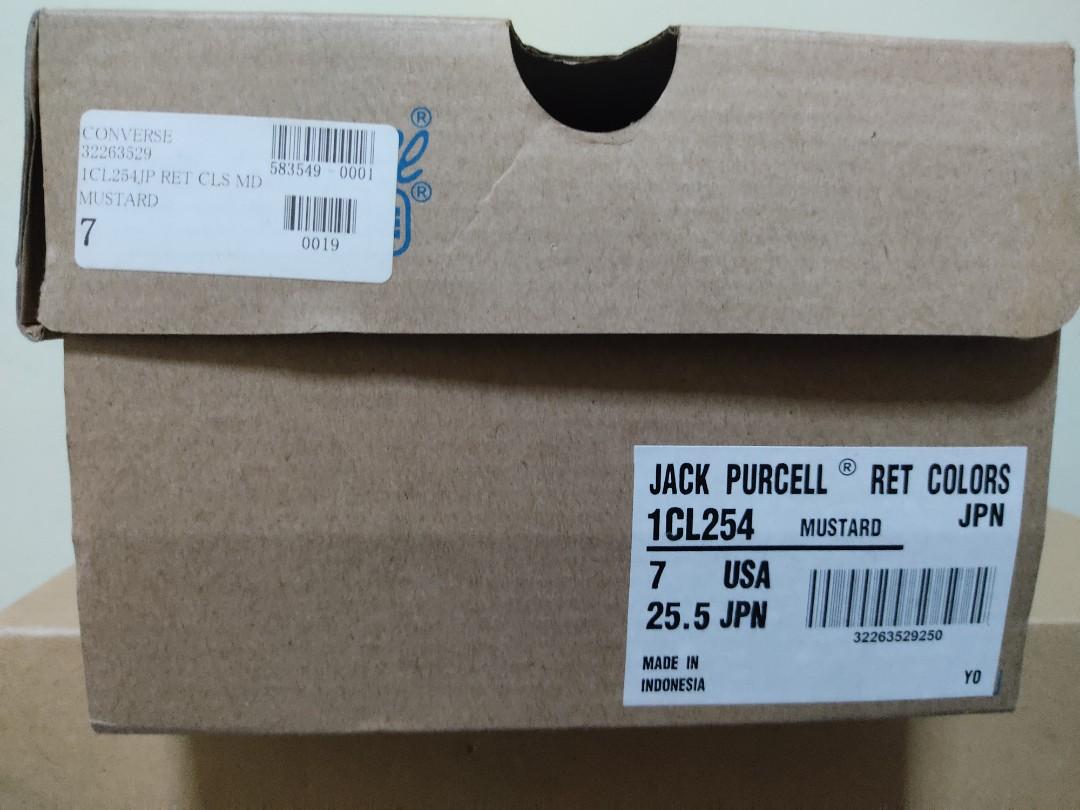 CONVERSE
32263529
1CL254JP RET CLS MD
MUSTARD
7
583549 0001
0019
®
®
JACK PURCELL ® RET COLORS
1CL254 MUSTARD JPN
7 USA
25.5 JPN
32263529250
MADE IN
INDONESIA
YO